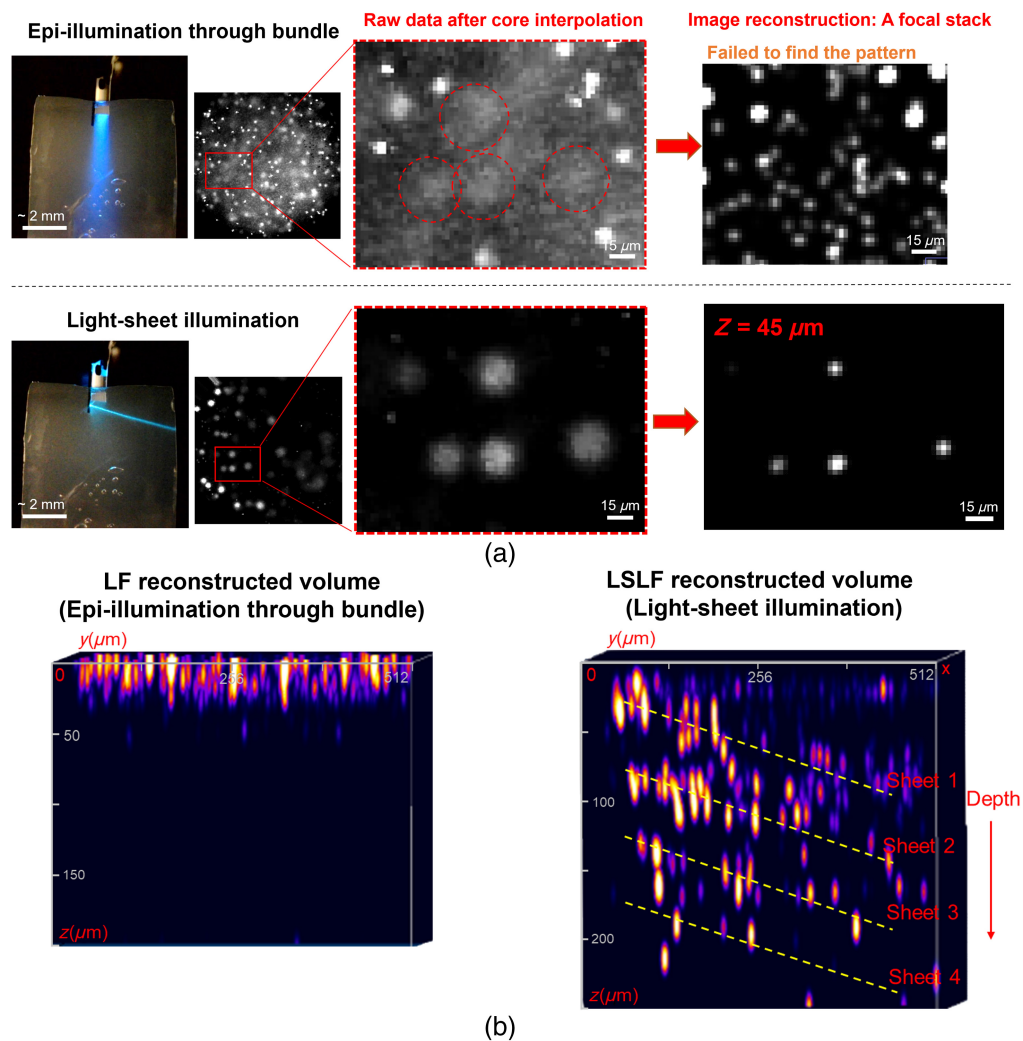 Epi-illumination through bundle
Raw data after core interpolation
Image reconstruction: A focal stack
Failed to find the pattern
~ 2 mm
15 µm
15 µm
Light-sheet illumination
Z = 45 µm
~ 2 mm
15 µm
15 µm
(a)
LF reconstructed volume
(Epi-illumination through bundle)
LSLF reconstructed volume
(Light-sheet illumination)
y(µm)
0
256
512
50
150
z(µm)
y(µm)
0
256
512
x
Sheet 1
100
Depth
Sheet 2
Sheet 3
200
Sheet 4
z(µm)
(b)